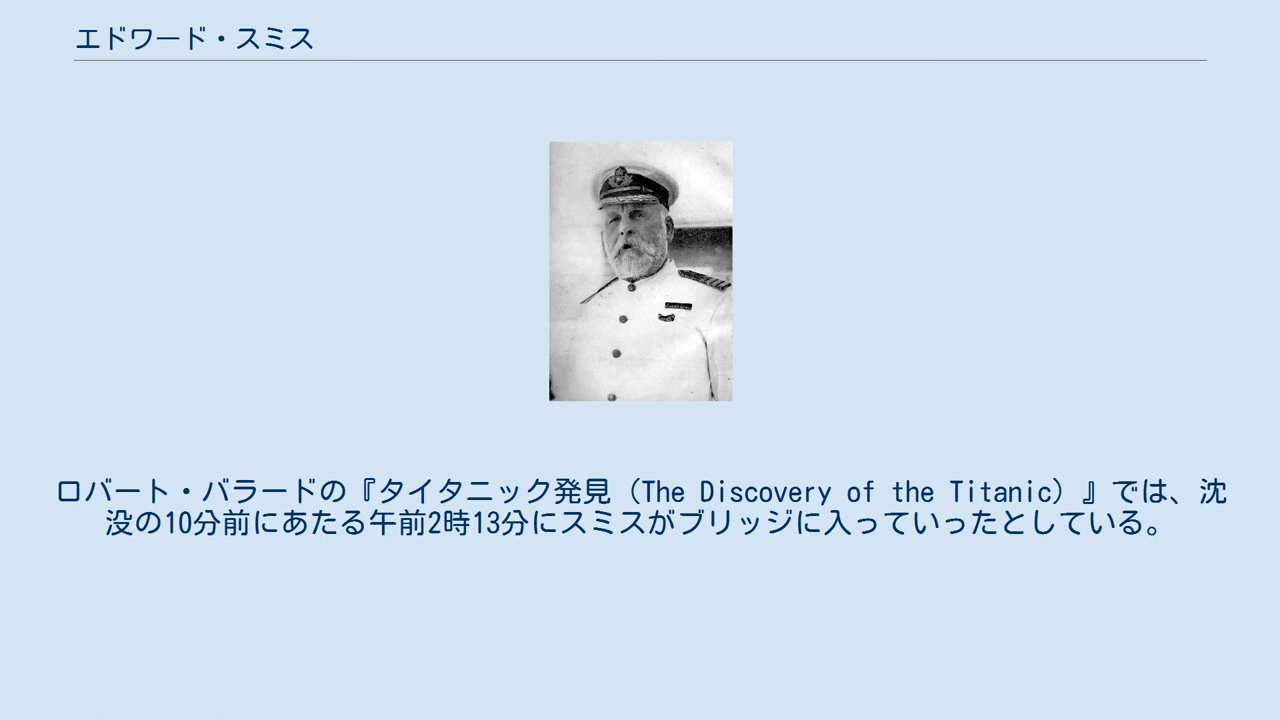 エドワード・スミス
ロバート・バラードの『タイタニック発見（The Discovery of the Titanic）』では、沈
没の10分前にあたる午前2時13分にスミスがブリッジに入っていったとしている。